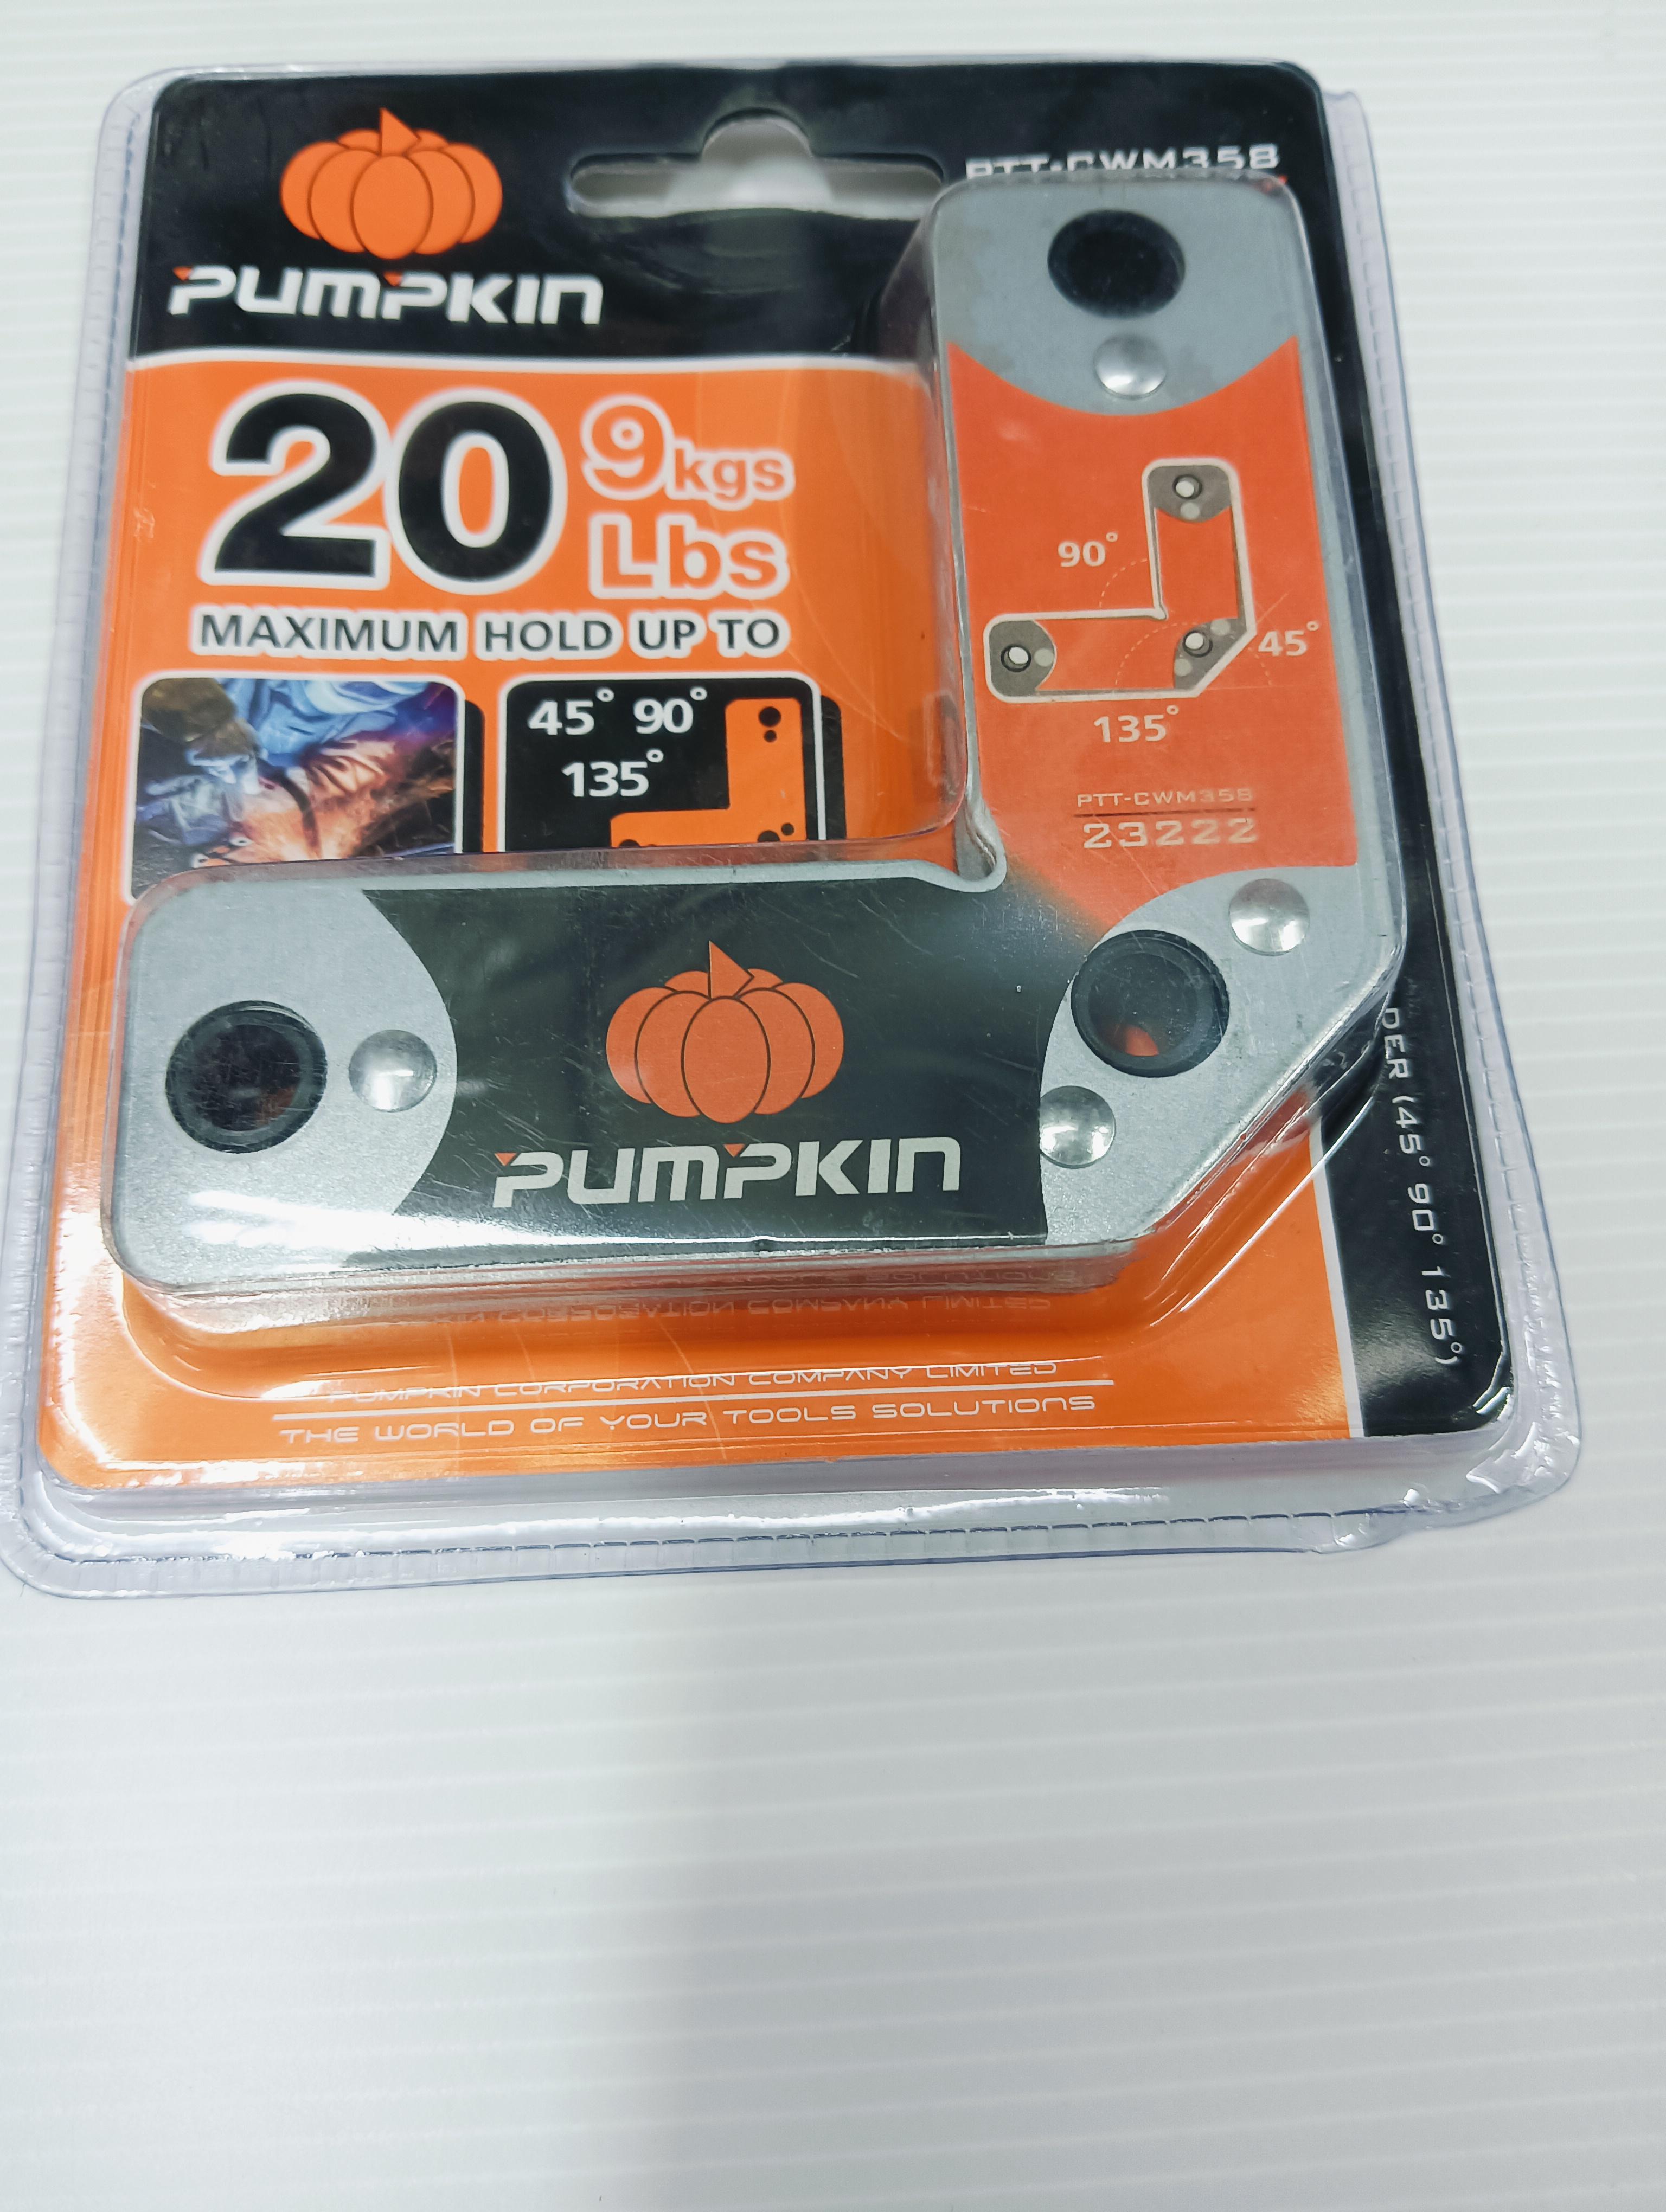 PTT-CWM358
PUMPKIN
20 9kgs
Lbs
MAXIMUM HOLD UP TO
45° 90°
135°
90°
45°
135°
PTT-CWM358
23222
PUMPKIN
DER (45° 90° 135°)
PUMPKIN CORPORATION COMPANY LIMITED
THE WORLD OF YOUR TOOLS SOLUTIONS